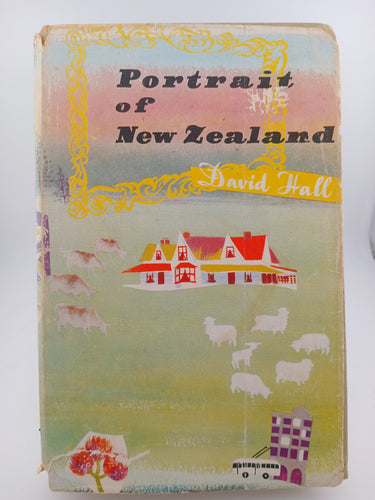 Portrait
of
New Zealand
David Hall